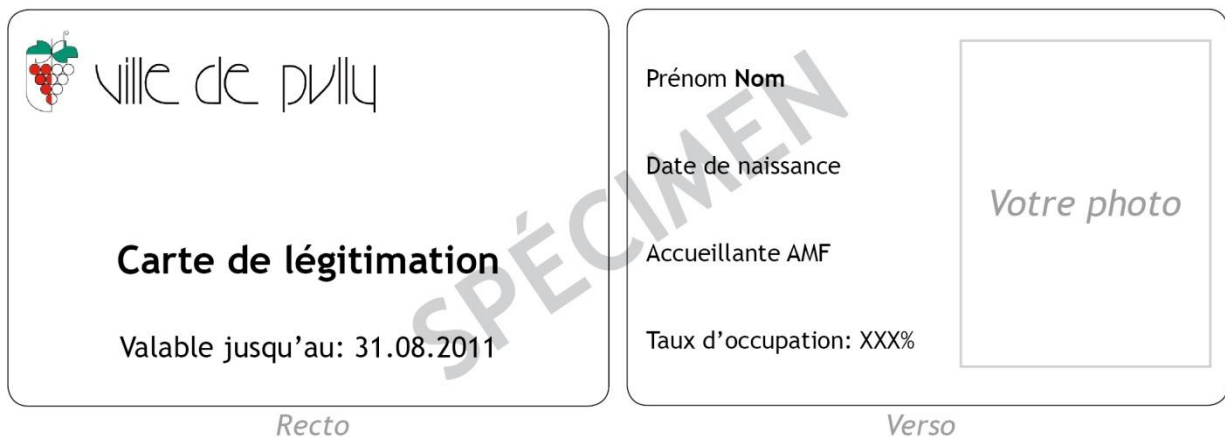 ville de pully
Carte de légitimation
Valable jusqu'au: 31.08.2011
Recto
SPÉCIMEN
Prénom Nom
Date de naissance
Accueillante AMF
Taux d'occupation: XXX%
Votre photo
Verso